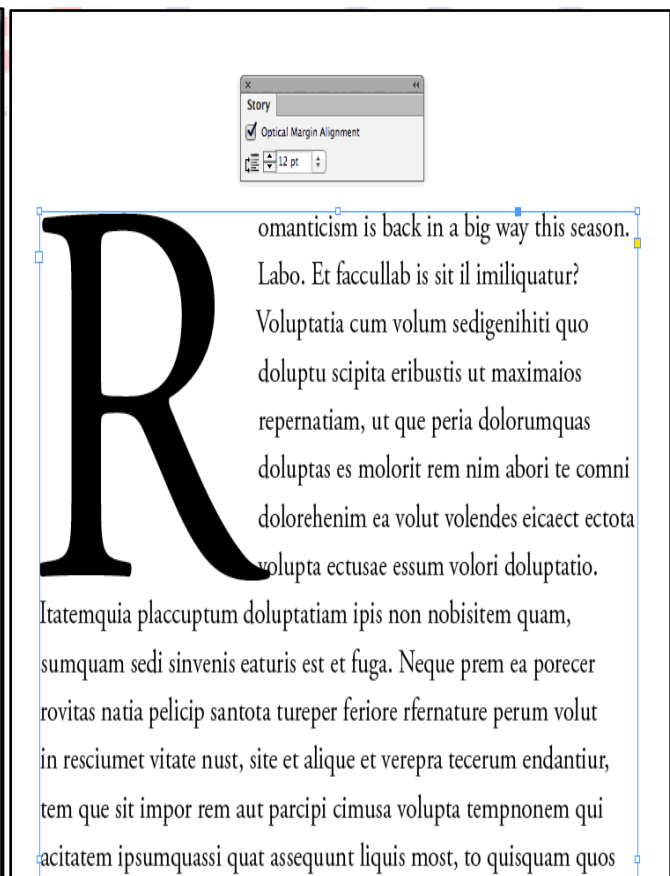 Story
Optical Margin Alignment
12 pt
R
omanticism is back in a big way this season.
Labo. Et faccullab is sit il imiliquatur?
Voluptatia cum volum sedigenihiti quo
doluptu scipita eribustis ut maximaios
repernatiam, ut que peria dolorumquas
doluptas es molorit rem nim abori te comni
dolorehenim ea volut volendes eicaect ectota
volupta ectusae essum volori doluptatio.
Itatemquia placcuptum doluptatiam ipis non nobisitem quam,
sumquam sedi sinvenis eaturis est et fuga. Neque prem ea porecer
rovitas natia pelicip santota tureper feriore rfernature perum volut
in resciumet vitate nust, site et alique et verepra tecerum endantiur,
tem que sit impor rem aut parcipi cimusa volupta tempnonem qui
acitatem ipsumquassi quat assequunt liquis most, to quisquam quos